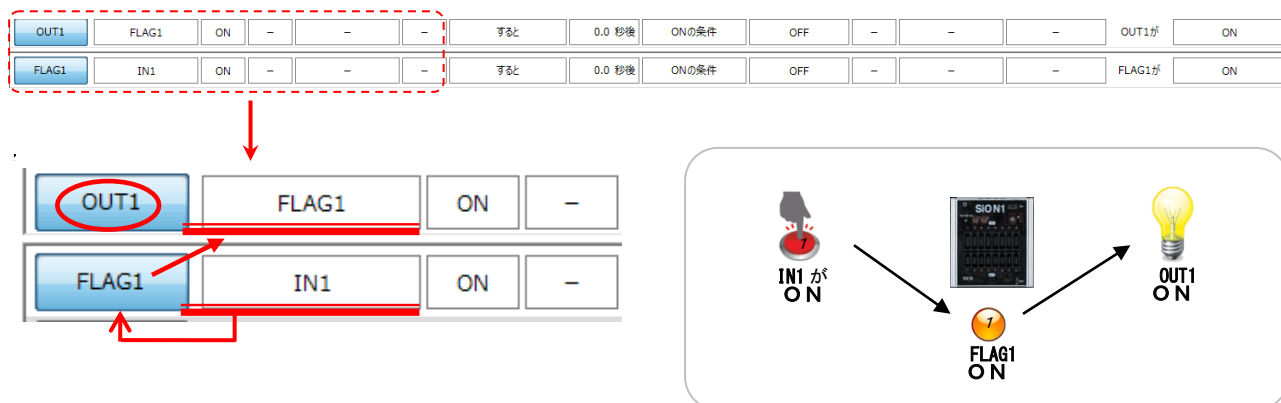 OUT1 FLAG1 ON – – – すると 0.0 秒後 ONの条件 OFF – – – OUT1が ON
FLAG1 IN1 ON – – – すると 0.0 秒後 ONの条件 OFF – – – FLAG1が ON
OUT1 FLAG1 ON –
FLAG1 IN1 ON –
SiON1
1
IN1 が
ＯＮ
OUT1
ＯＮ
1
FLAG1
ＯＮ